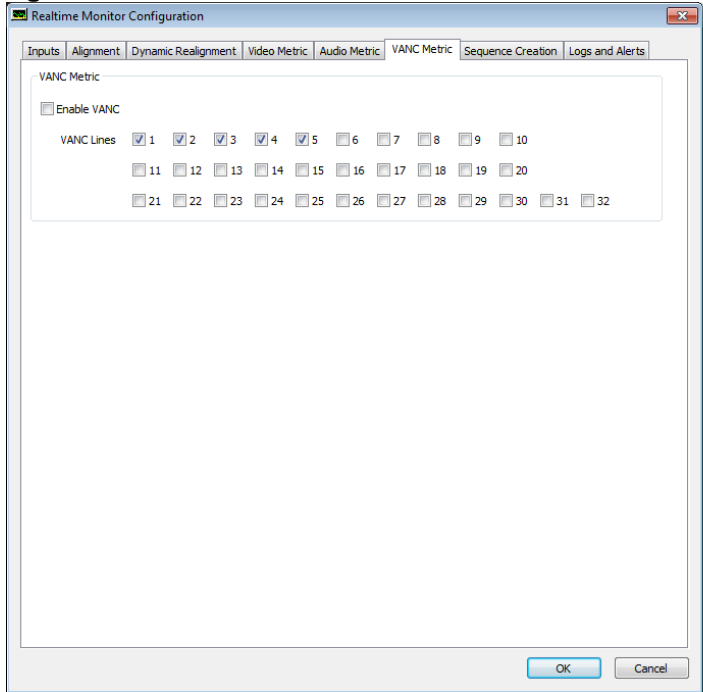 Realtime Monitor Configuration
Inputs Alignment Dynamic Realignment Video Metric Audio Metric VANC Metric Sequence Creation Logs and Alerts
VANC Metric
Enable VANC
VANC Lines 1 2 3 4 5 6 7 8 9 10
11 12 13 14 15 16 17 18 19 20
21 22 23 24 25 26 27 28 29 30 31 32
OK Cancel